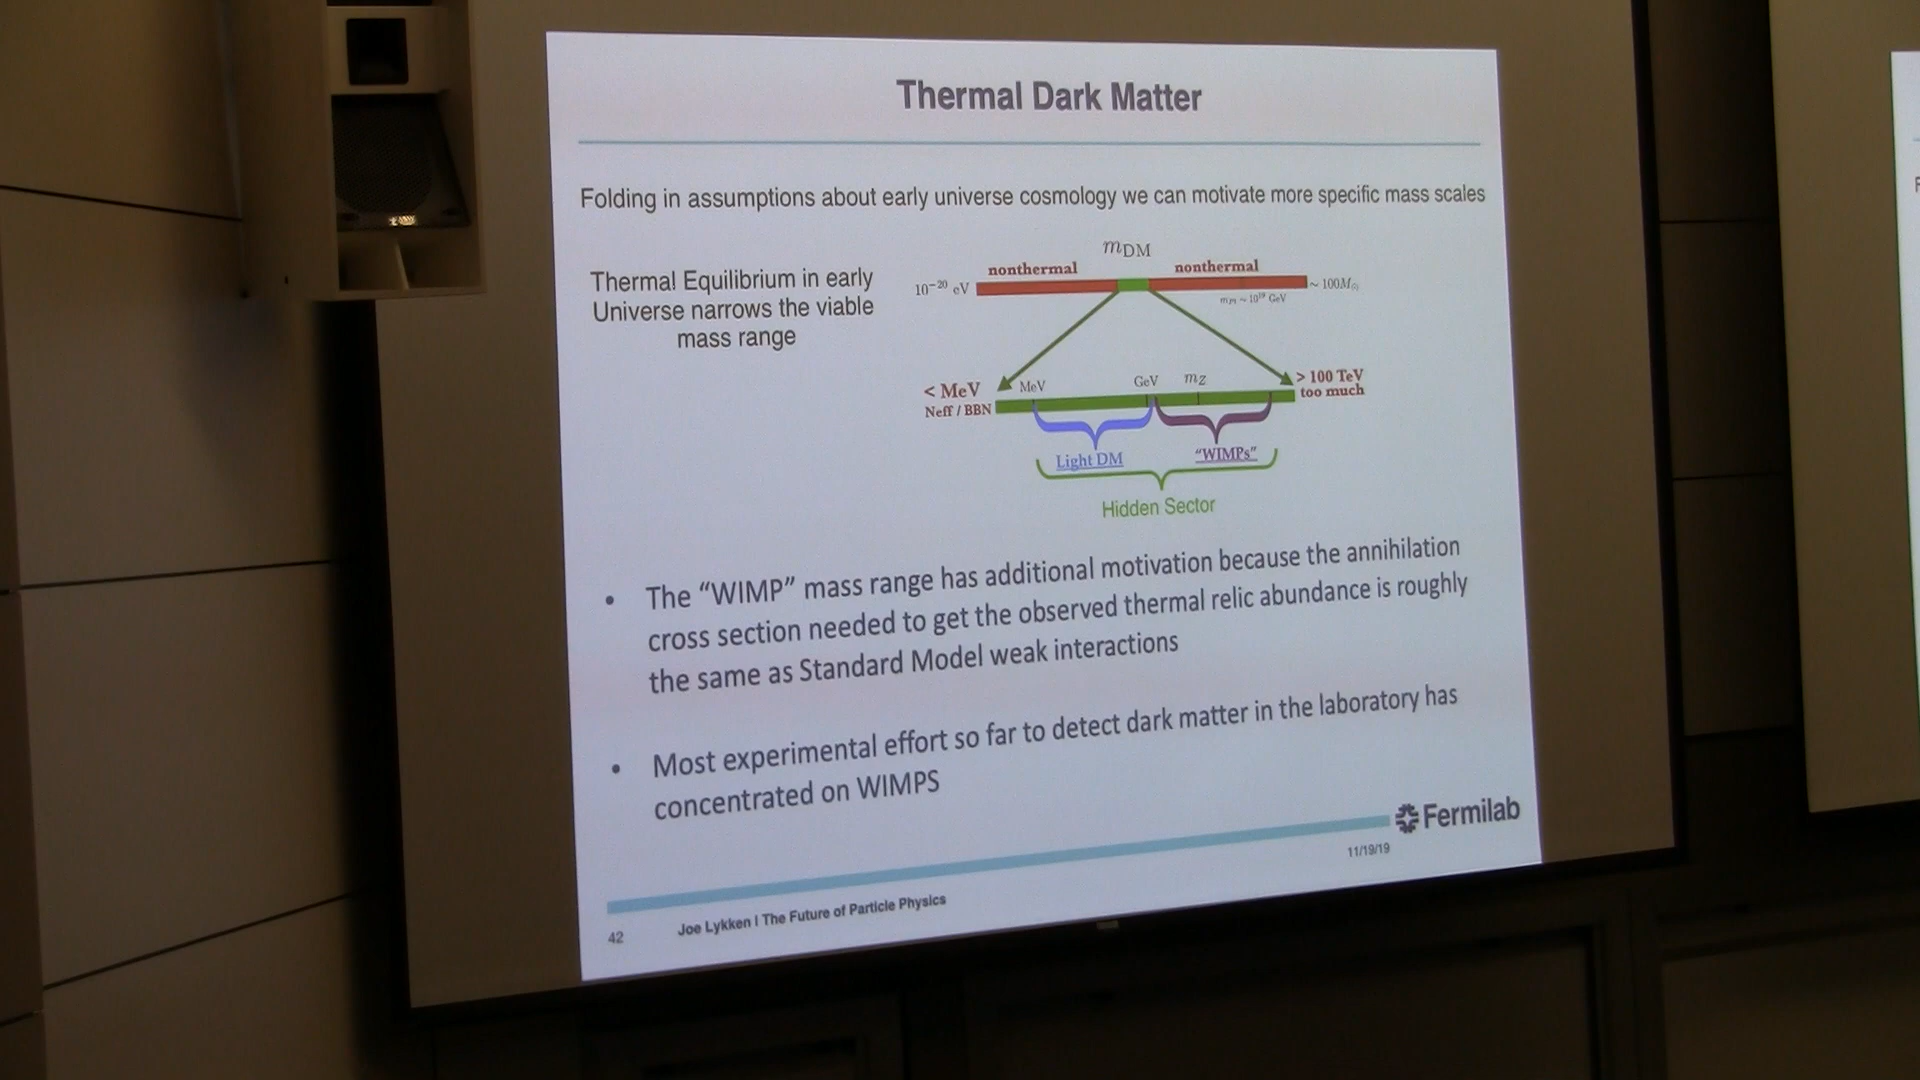 Thermal Dark Matter
Folding in assumptions about early universe cosmology we can motivate more specific mass scales
Thermal Equilibrium in early
Universe narrows the viable
mass range
mDM
nonthermal
nonthermal
10⁻²⁰ eV
~ 100M☉
mPl ~ 10¹⁹ GeV
< MeV
Neff / BBN
MeV
GeV
mZ
> 100 TeV
too much
Light DM
"WIMPs"
Hidden Sector
• The “WIMP” mass range has additional motivation because the annihilation
cross section needed to get the observed thermal relic abundance is roughly
the same as Standard Model weak interactions
• Most experimental effort so far to detect dark matter in the laboratory has
concentrated on WIMPS
Fermilab
11/19/19
42
Joe Lykken | The Future of Particle Physics
F